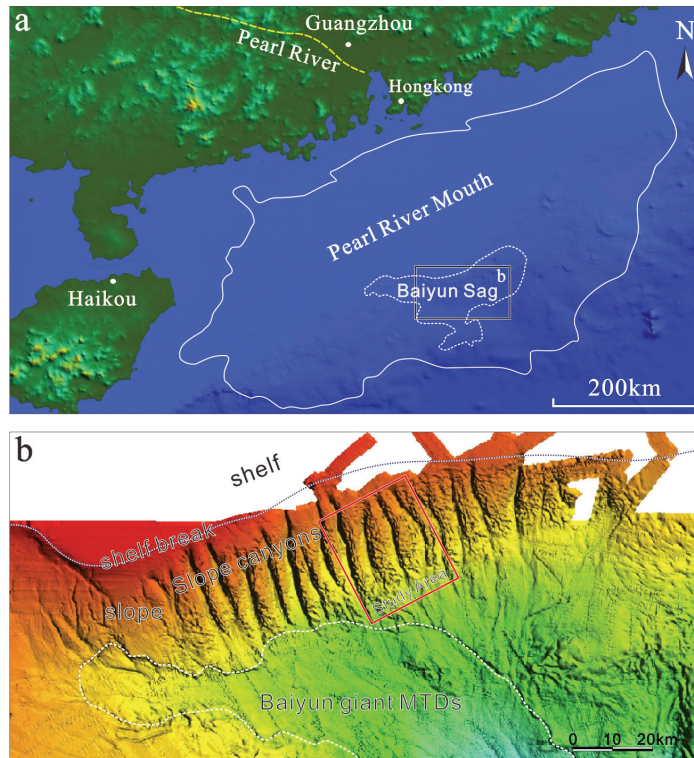 a
Guangzhou
Pearl River
N
Hongkong
Pearl River Mouth
b
Baiyun Sag
Haikou
200km
b
shelf
shelf-break
Slope canyons
slope
Study Area
Baiyun giant MTDs
0 10 20km